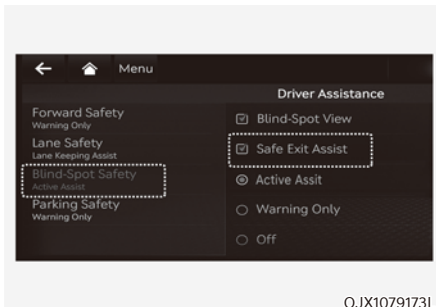 Menu
Driver Assistance
Forward Safety
Warning Only
Lane Safety
Lane Keeping Assist
Blind-Spot Safety
Active Assist
Parking Safety
Warning Only
Blind-Spot View
Safe Exit Assist
Active Assit
Warning Only
Off
OJX1079173L